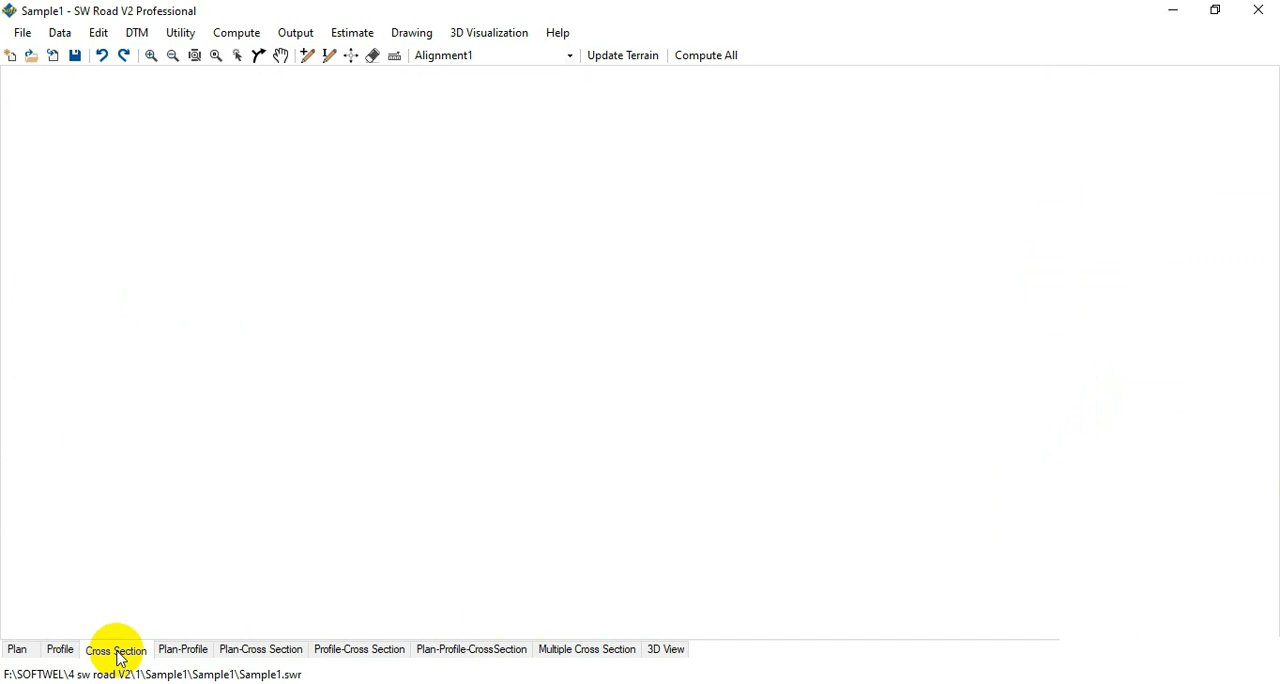 Sample1 - SW Road V2 Professional
File Data Edit DTM Utility Compute Output Estimate Drawing 3D Visualization Help
Alignment1 Update Terrain Compute All
Plan Profile Cross Section Plan-Profile Plan-Cross Section Profile-Cross Section Plan-Profile-CrossSection Multiple Cross Section 3D View
F:\SOFTWEL\4 sw road V2\1\Sample1\Sample1\Sample1.swr